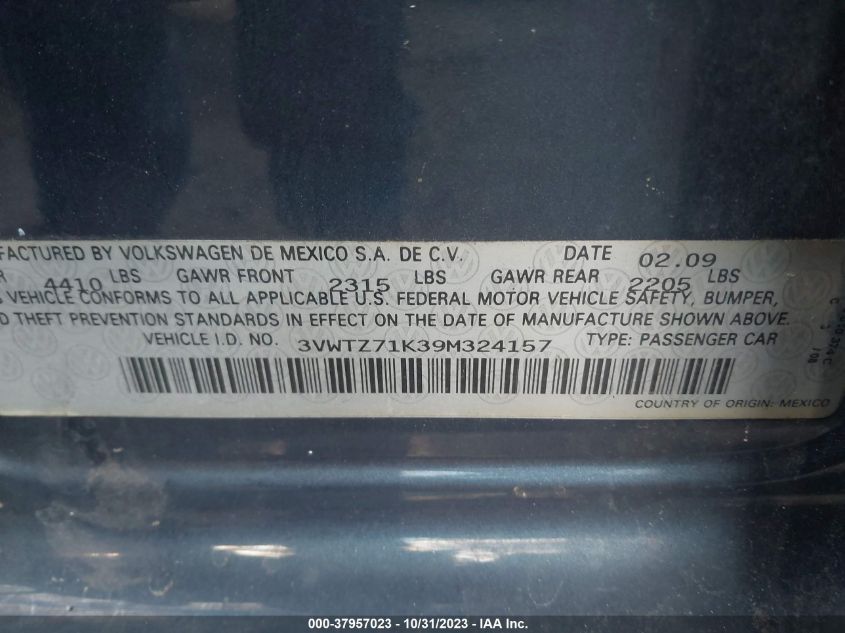 FACTURED BY VOLKSWAGEN DE MEXICO S.A. DE C.V. DATE 02.09
R 4410 LBS GAWR FRONT 2315 LBS GAWR REAR 2205 LBS
S VEHICLE CONFORMS TO ALL APPLICABLE U.S. FEDERAL MOTOR VEHICLE SAFETY, BUMPER,
D THEFT PREVENTION STANDARDS IN EFFECT ON THE DATE OF MANUFACTURE SHOWN ABOVE.
VEHICLE I.D. NO. 3VWTZ71K39M324157 TYPE: PASSENGER CAR
COUNTRY OF ORIGIN: MEXICO
000-37957023 - 10/31/2023 - IAA Inc.